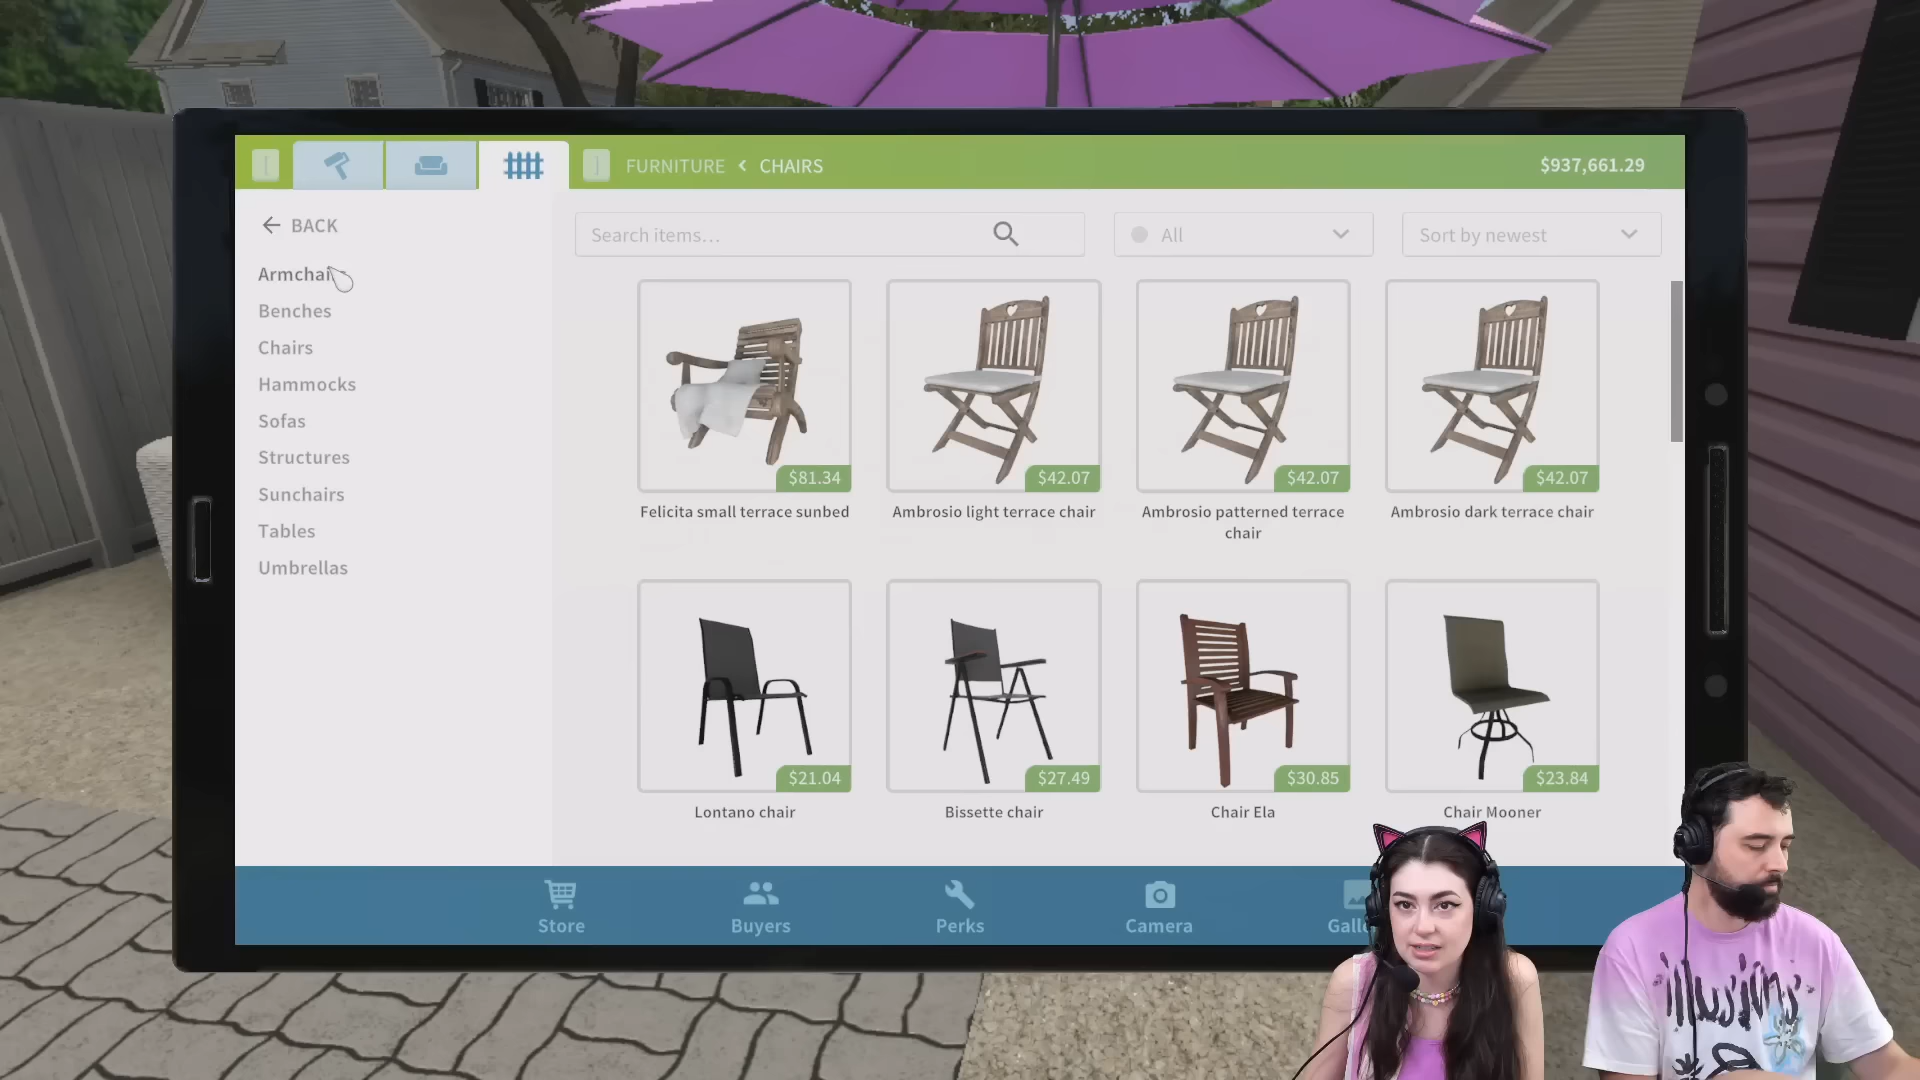 FURNITURE < CHAIRS
$937,661.29
BACK
Search items...
All
Sort by newest
Armchairs
Benches
Chairs
Hammocks
Sofas
Structures
Sunchairs
Tables
Umbrellas
$81.34
$42.07
$42.07
$42.07
Felicita small terrace sunbed
Ambrosio light terrace chair
Ambrosio patterned terrace
chair
Ambrosio dark terrace chair
$21.04
$27.49
$30.85
$23.84
Lontano chair
Bissette chair
Chair Ela
Chair Mooner
Store
Buyers
Perks
Camera